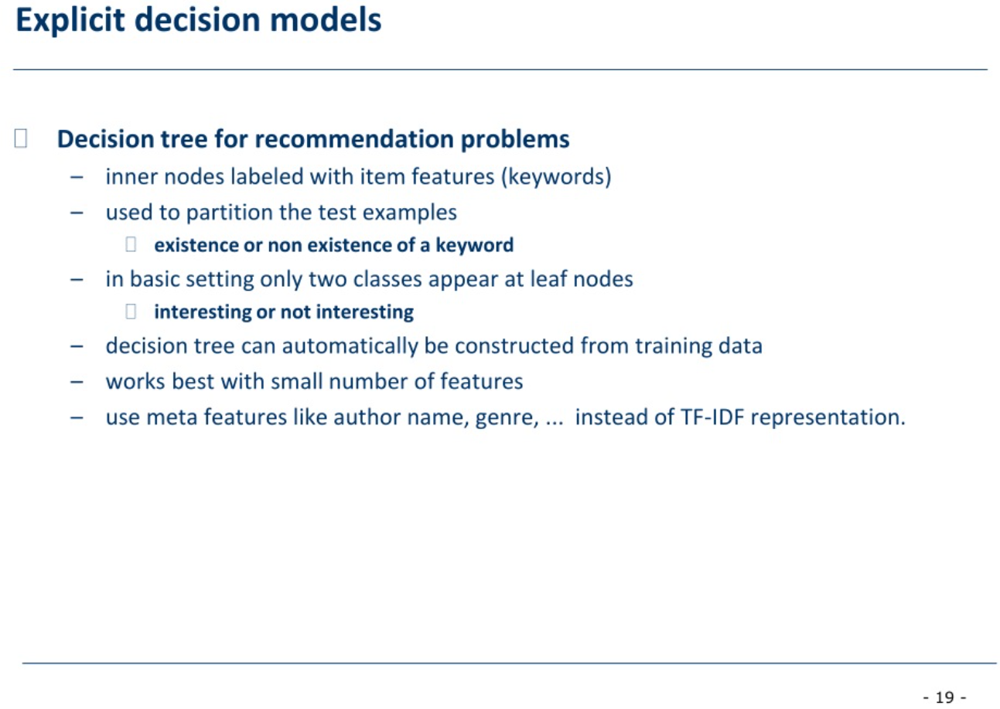 Explicit decision models
Decision tree for recommendation problems
– inner nodes labeled with item features (keywords)
– used to partition the test examples
existence or non existence of a keyword
– in basic setting only two classes appear at leaf nodes
interesting or not interesting
– decision tree can automatically be constructed from training data
– works best with small number of features
– use meta features like author name, genre, ... instead of TF-IDF representation.
- 19 -